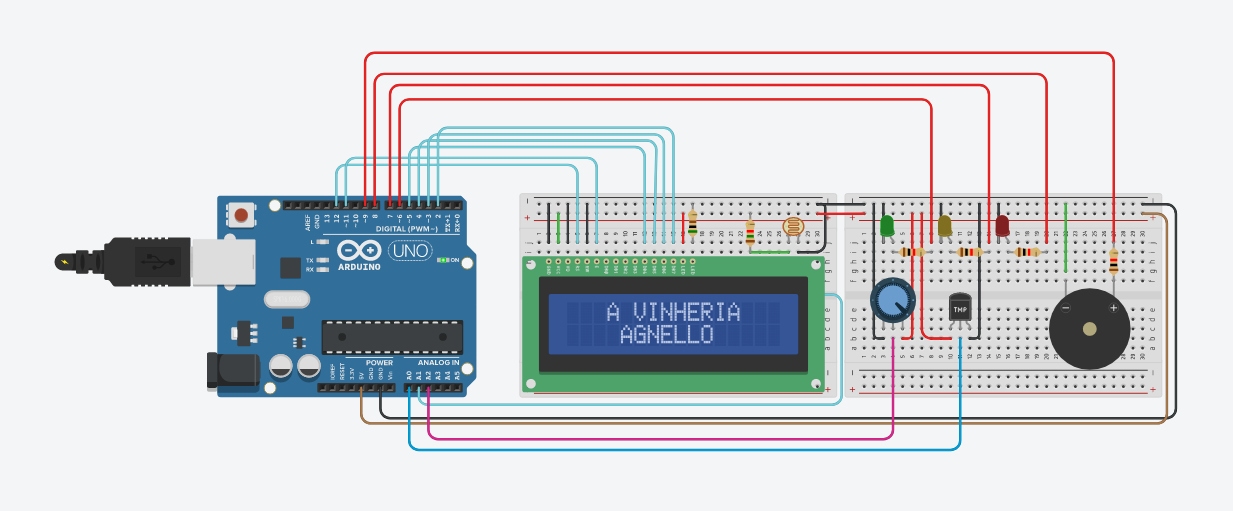 AREF
GND
13
12
~11
~10
~9
8
7
~6
~5
4
~3
2
TX→1
RX←0
DIGITAL (PWM~)
L
TX
RX
ARDUINO
UNO
ON
POWER
ANALOG IN
IOREF
RESET
3.3V
5V
GND
GND
Vin
A0
A1
A2
A3
A4
A5
A VINHERIA
AGNELLO
TMP